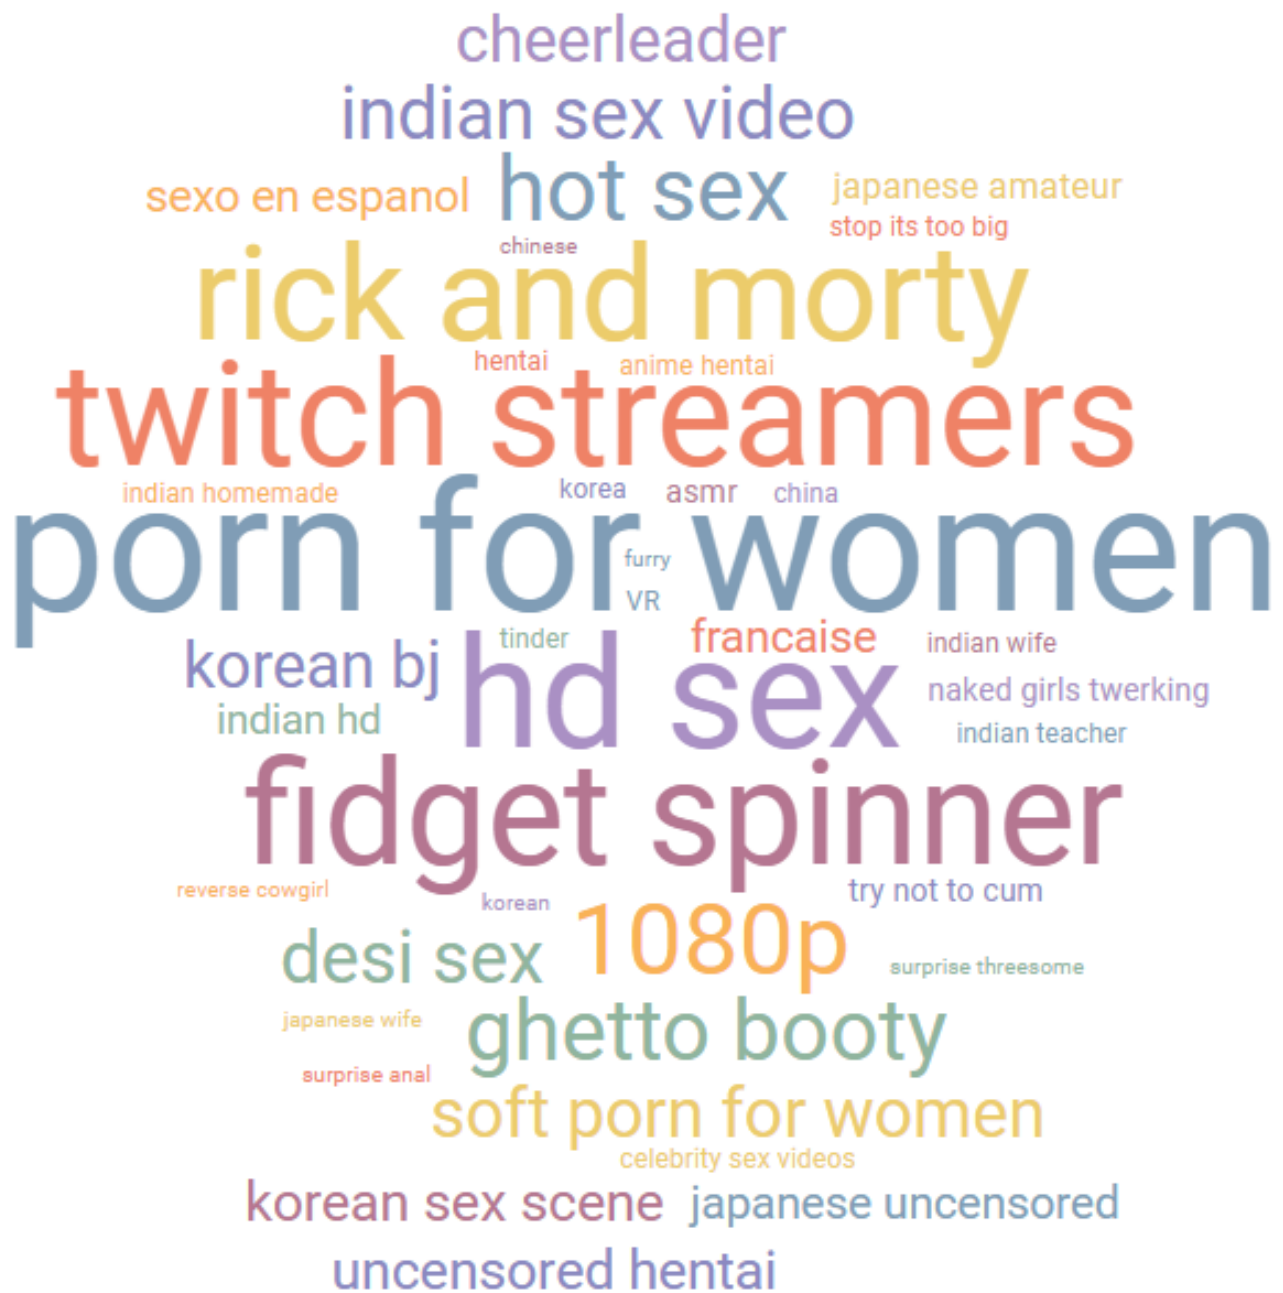 cheerleader
indian sex video
sexo en espanol
hot sex
japanese amateur
stop its too big
chinese
rick and morty
hentai
anime hentai
twitch streamers
indian homemade
korea
asmr
china
porn for women
furry
VR
tinder
francaise
indian wife
korean bj
hd sex
naked girls twerking
indian hd
indian teacher
fidget spinner
reverse cowgirl
korean
try not to cum
1080p
desi sex
surprise threesome
japanese wife
ghetto booty
surprise anal
soft porn for women
celebrity sex videos
korean sex scene
japanese uncensored
uncensored hentai